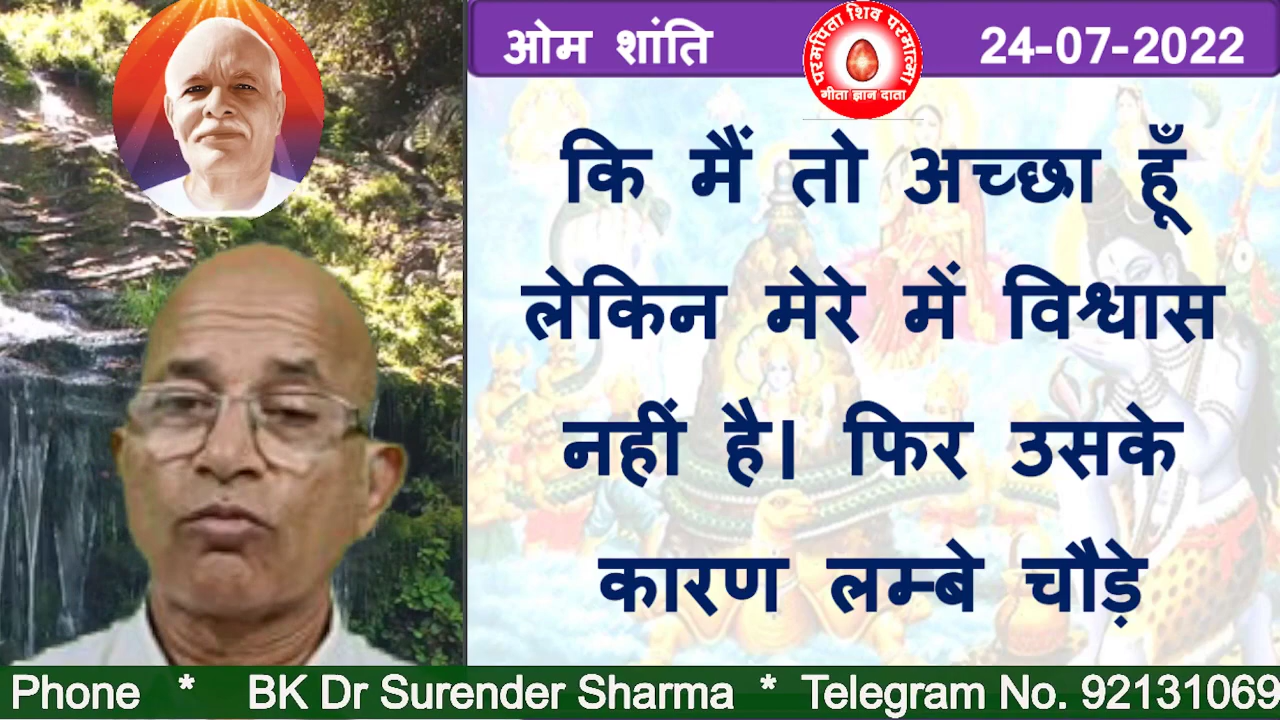 ओम शांति
परमपिता शिव परमात्मा
गीता ज्ञान दाता
24-07-2022
कि मैं तो अच्छा हूँ
लेकिन मेरे में विश्वास
नहीं है। फिर उसके
कारण लम्बे चौड़े
Phone * BK Dr Surender Sharma * Telegram No. 92131069